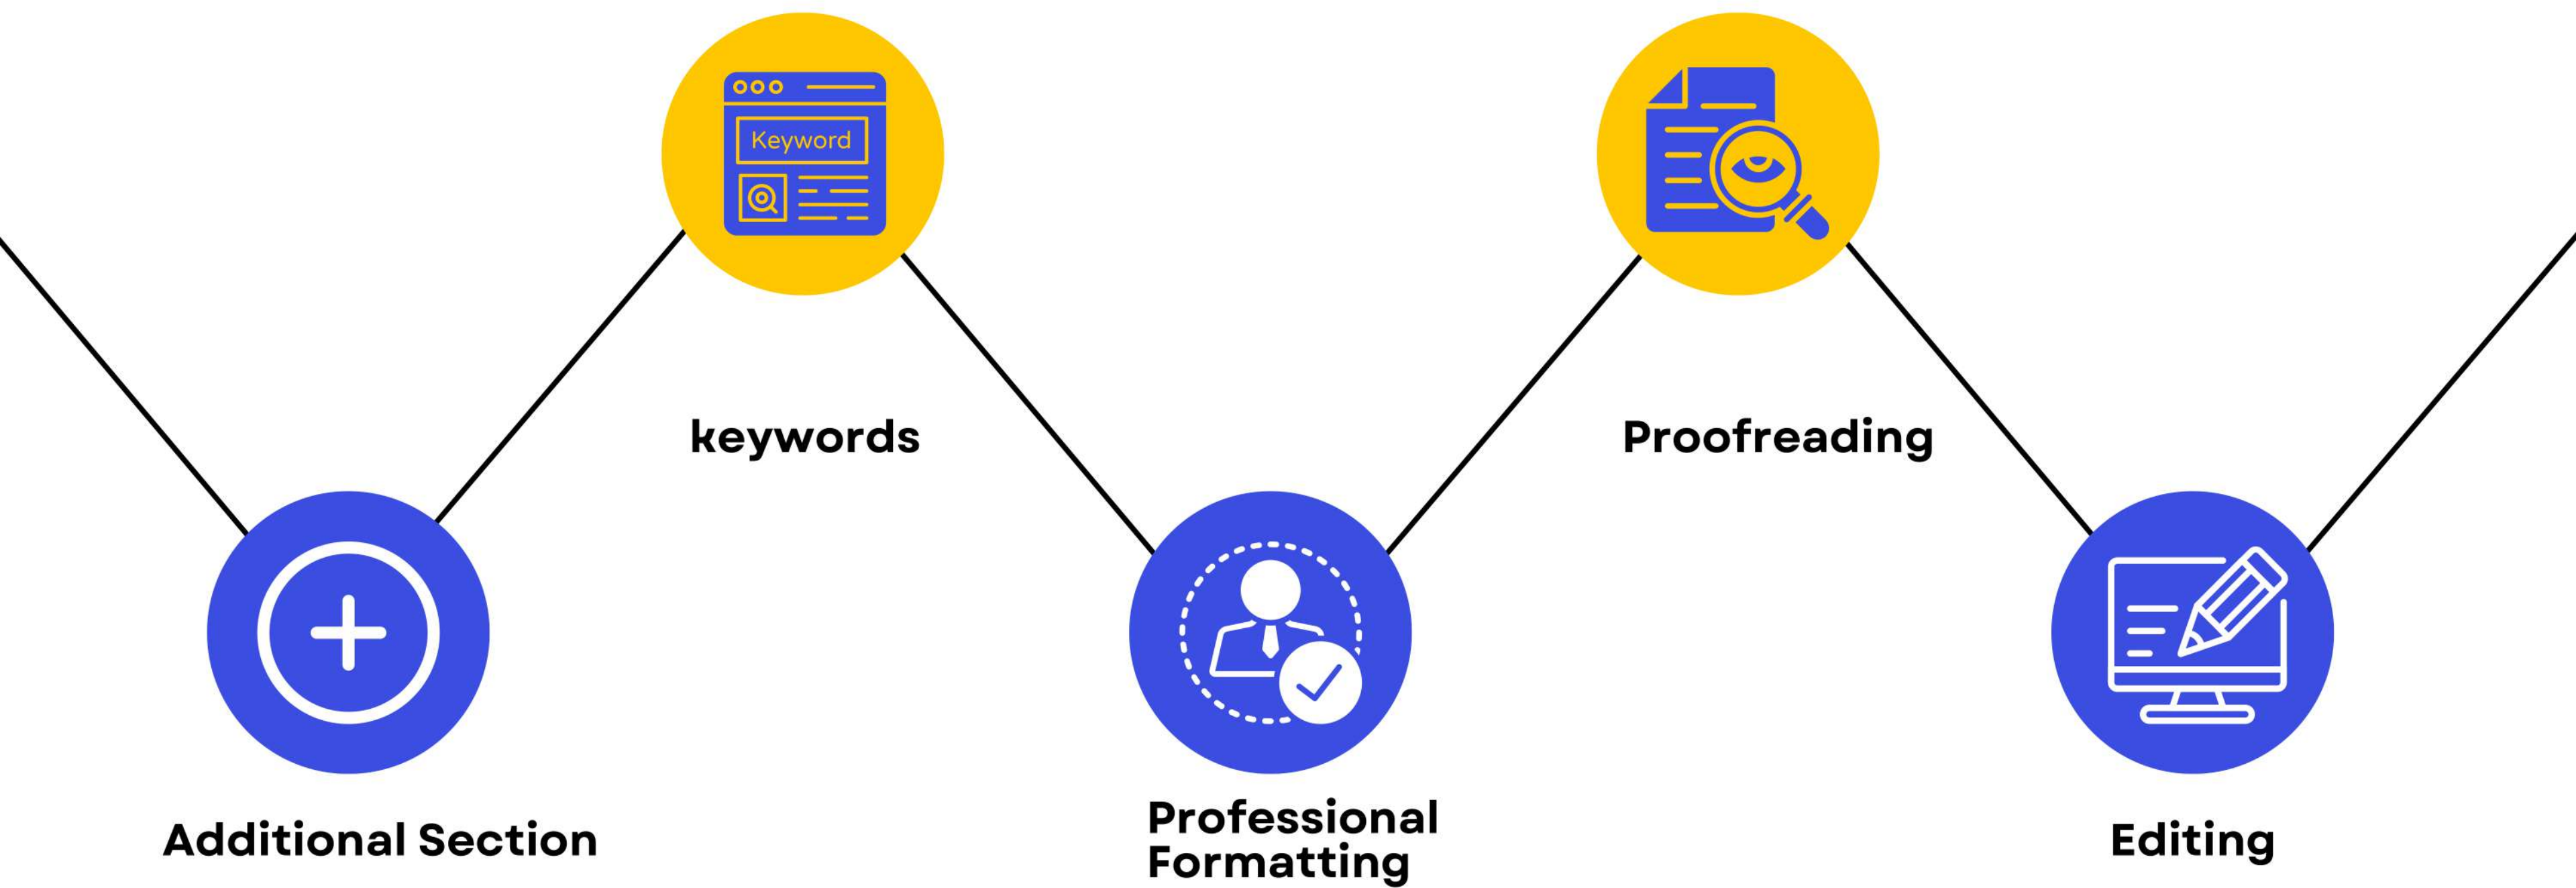 Keyword
keywords
Proofreading
Additional Section
Professional
Formatting
Editing